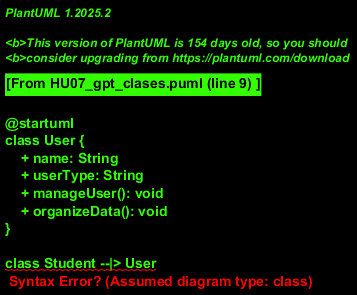 PlantUML 1.2025.2
<b>This version of PlantUML is 154 days old, so you should
<b>consider upgrading from https://plantuml.com/download
[From HU07_gpt_clases.puml (line 9) ]
@startuml
class User {
+ name: String
+ userType: String
+ manageUser(): void
+ organizeData(): void
}
class Student --|> User
Syntax Error? (Assumed diagram type: class)